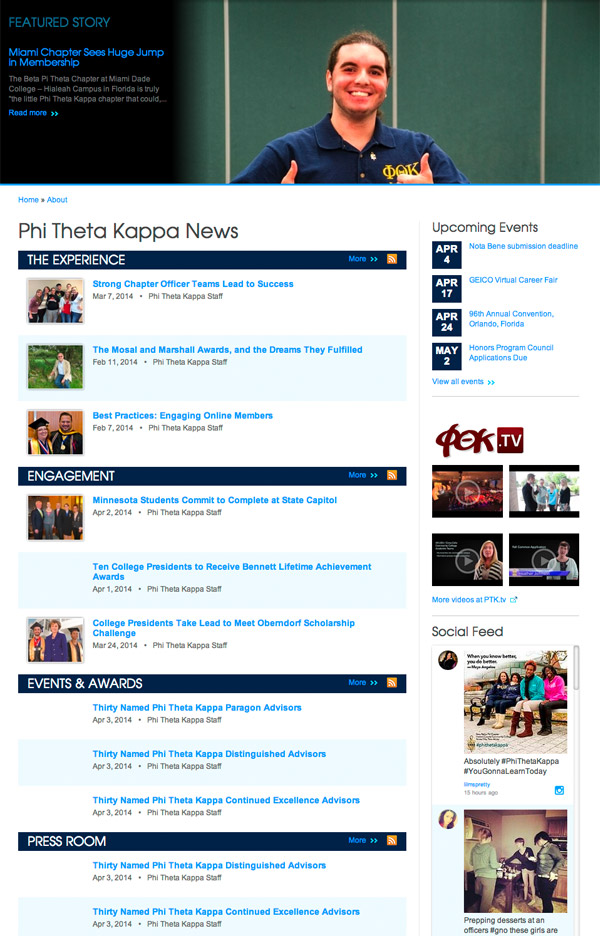 FEATURED STORY
Miami Chapter Sees Huge Jump
in Membership
The Beta Pi Theta Chapter at Miami Dade
College – Hialeah Campus in Florida is truly
"the little Phi Theta Kappa chapter that could,...
Read more
ΦΘΚ
Home » About
Phi Theta Kappa News
THE EXPERIENCE
More
Strong Chapter Officer Teams Lead to Success
Mar 7, 2014 • Phi Theta Kappa Staff
The Mosal and Marshall Awards, and the Dreams They Fulfilled
Feb 11, 2014 • Phi Theta Kappa Staff
Best Practices: Engaging Online Members
Feb 7, 2014 • Phi Theta Kappa Staff
ENGAGEMENT
More
Minnesota Students Commit to Complete at State Capitol
Apr 2, 2014 • Phi Theta Kappa Staff
Ten College Presidents to Receive Bennett Lifetime Achievement
Awards
Apr 1, 2014 • Phi Theta Kappa Staff
College Presidents Take Lead to Meet Oberndorf Scholarship
Challenge
Mar 24, 2014 • Phi Theta Kappa Staff
EVENTS & AWARDS
More
Thirty Named Phi Theta Kappa Paragon Advisors
Apr 3, 2014 • Phi Theta Kappa Staff
Thirty Named Phi Theta Kappa Distinguished Advisors
Apr 3, 2014 • Phi Theta Kappa Staff
Thirty Named Phi Theta Kappa Continued Excellence Advisors
Apr 3, 2014 • Phi Theta Kappa Staff
PRESS ROOM
More
Thirty Named Phi Theta Kappa Distinguished Advisors
Apr 3, 2014 • Phi Theta Kappa Staff
Thirty Named Phi Theta Kappa Continued Excellence Advisors
Apr 3, 2014 • Phi Theta Kappa Staff
Upcoming Events
APR
4
Nota Bene submission deadline
APR
17
GEICO Virtual Career Fair
APR
24
96th Annual Convention,
Orlando, Florida
MAY
2
Honors Program Council
Applications Due
View all events
ΦΘΚ.TV
More videos at PTK.tv
Social Feed
When you know better,
you do better.
— Maya Angelou
#phithetakappa
Absolutely #PhiThetaKappa
#YouGonnaLearnToday
ilimspretty
15 hours ago
Prepping desserts at an
officers #gno these girls are